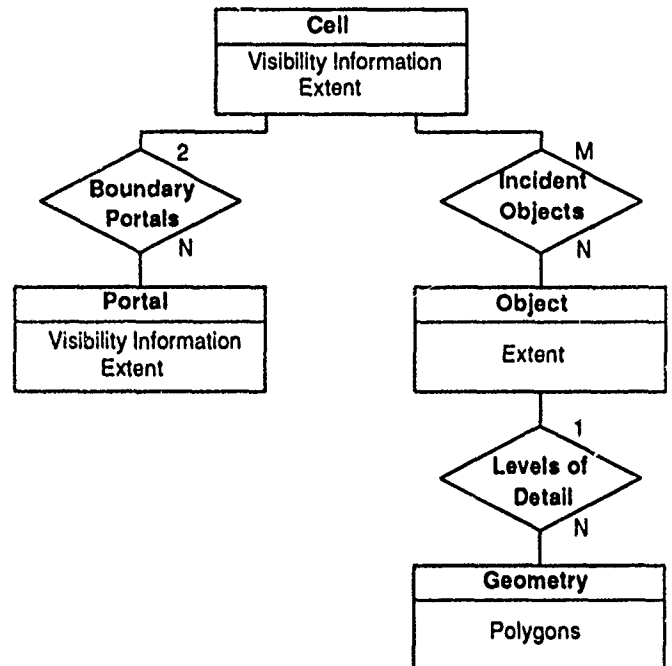 Cell
Visibility Information
Extent
2
Boundary
Portals
N
M
Incident
Objects
N
Portal
Visibility Information
Extent
Object
Extent
1
Levels of
Detail
N
Geometry
Polygons